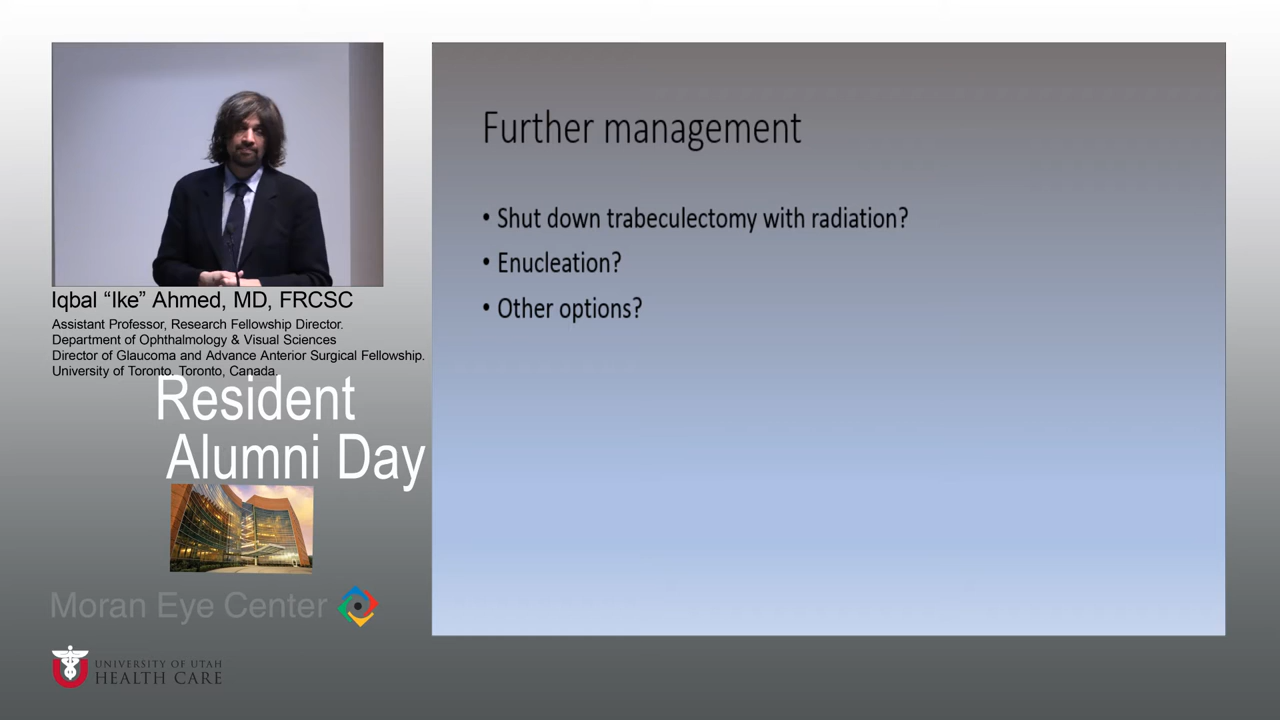 Further management
• Shut down trabeculectomy with radiation?
• Enucleation?
• Other options?
Iqbal “Ike” Ahmed, MD, FRCSC
Assistant Professor, Research Fellowship Director.
Department of Ophthalmology & Visual Sciences
Director of Glaucoma and Advance Anterior Surgical Fellowship.
University of Toronto. Toronto, Canada.
Resident
Alumni Day
Moran Eye Center
UNIVERSITY OF UTAH
HEALTH CARE